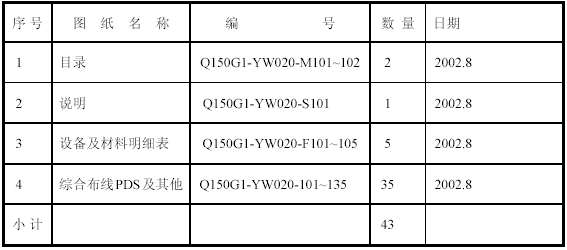 序号 图纸名称 编号 数量 日期
1 目录 Q150G1-YW020-M101~102 2 2002.8
2 说明 Q150G1-YW020-S101 1 2002.8
3 设备及材料明细表 Q150G1-YW020-F101~105 5 2002.8
4 综合布线PDS及其他 Q150G1-YW020-101~135 35 2002.8
小计 43